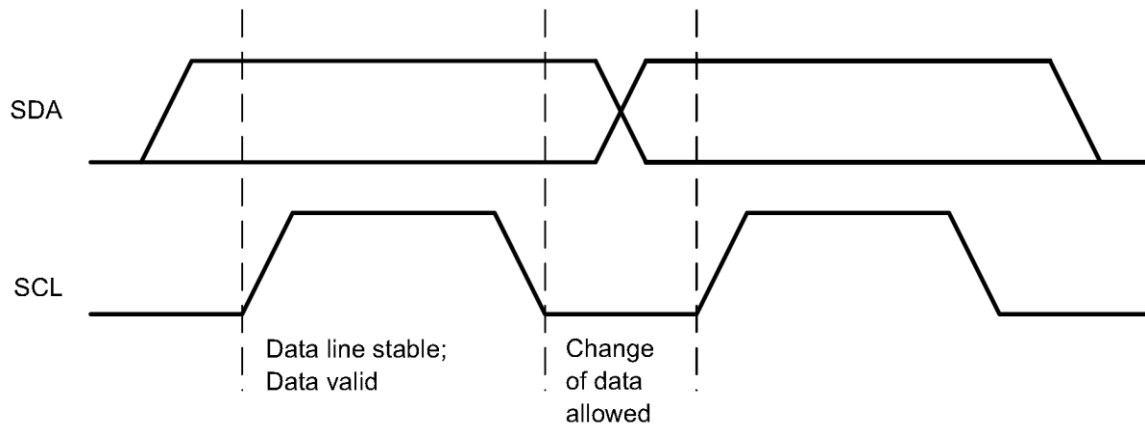 SDA
SCL
Data line stable;
Data valid
Change
of data
allowed